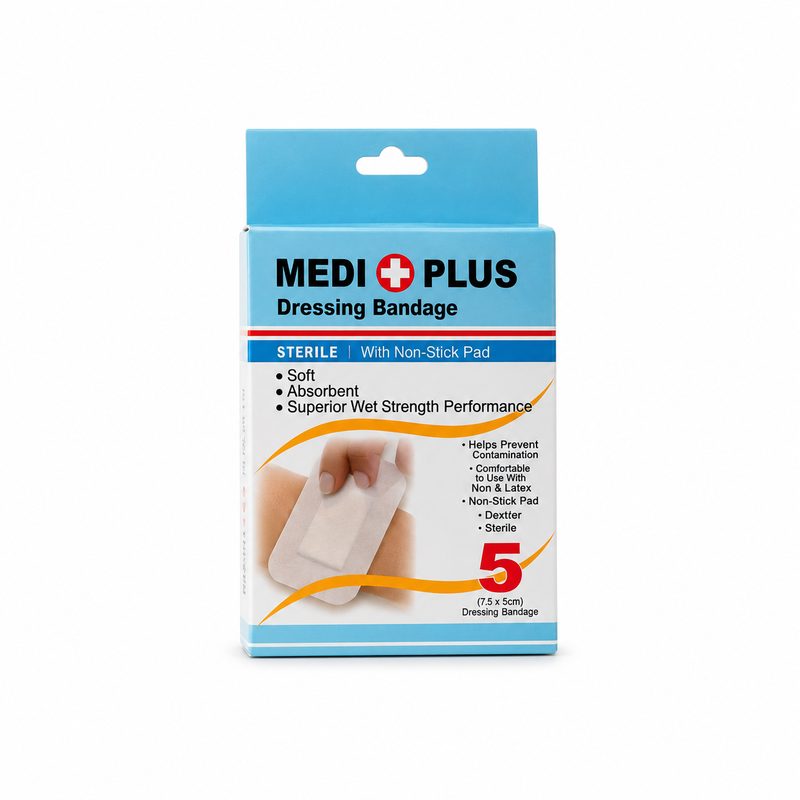 MEDI PLUS
Dressing Bandage
STERILE | With Non-Stick Pad
• Soft
• Absorbent
• Superior Wet Strength Performance
• Helps Prevent
Contamination
• Comfortable
to Use With
Non & Latex
• Non-Stick Pad
• Sterile
5
(7.5 x 5cm)
Dressing Bandage